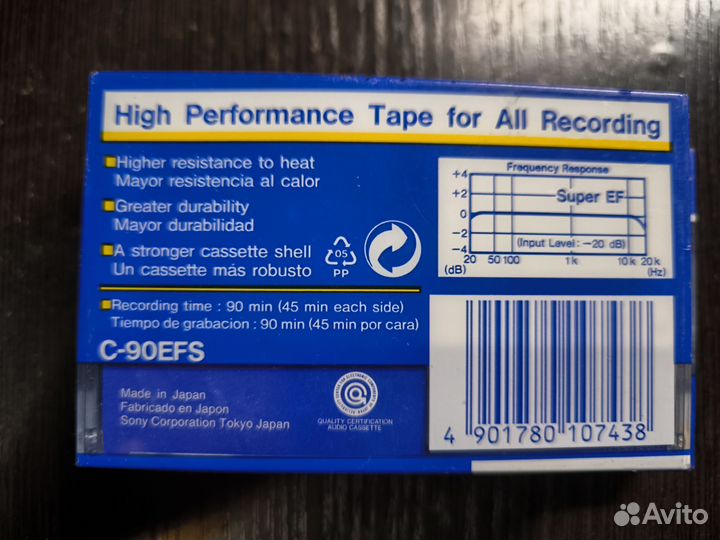 High Performance Tape for All Recording
Higher resistance to heat
Mayor resistencia al calor
Greater durability
Mayor durabilidad
A stronger cassette shell
Un cassette más robusto
05
PP
Frequency Response
+4
+2
0
-2
-4
(dB)
Super EF
(Input Level: -20 dB)
20 50 100 1k 10k 20k
(Hz)
Recording time : 90 min (45 min each side)
Tiempo de grabacion : 90 min (45 min por cara)
C-90EFS
Made in Japan
Fabricado en Japon
Sony Corporation Tokyo Japan
QUALITY CERTIFICATION
AUDIO CASSETTE
4 901780 107438
Avito